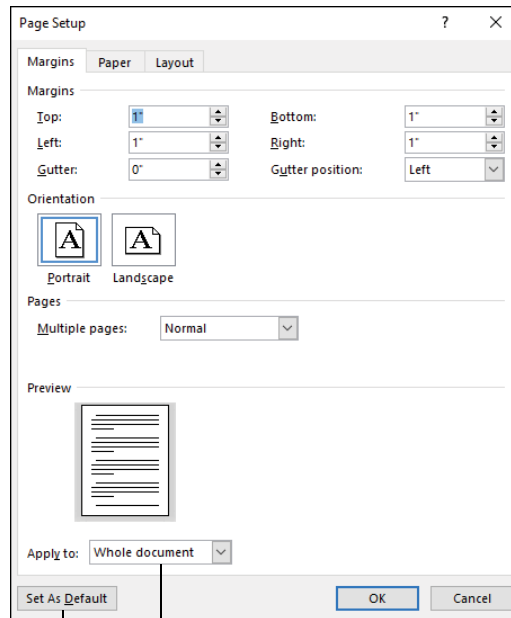 Page Setup ? ×
Margins Paper Layout
Margins
Top: 1" Bottom: 1"
Left: 1" Right: 1"
Gutter: 0" Gutter position: Left
Orientation
A A
Portrait Landscape
Pages
Multiple pages: Normal
Preview
Apply to: Whole document
Set As Default OK Cancel